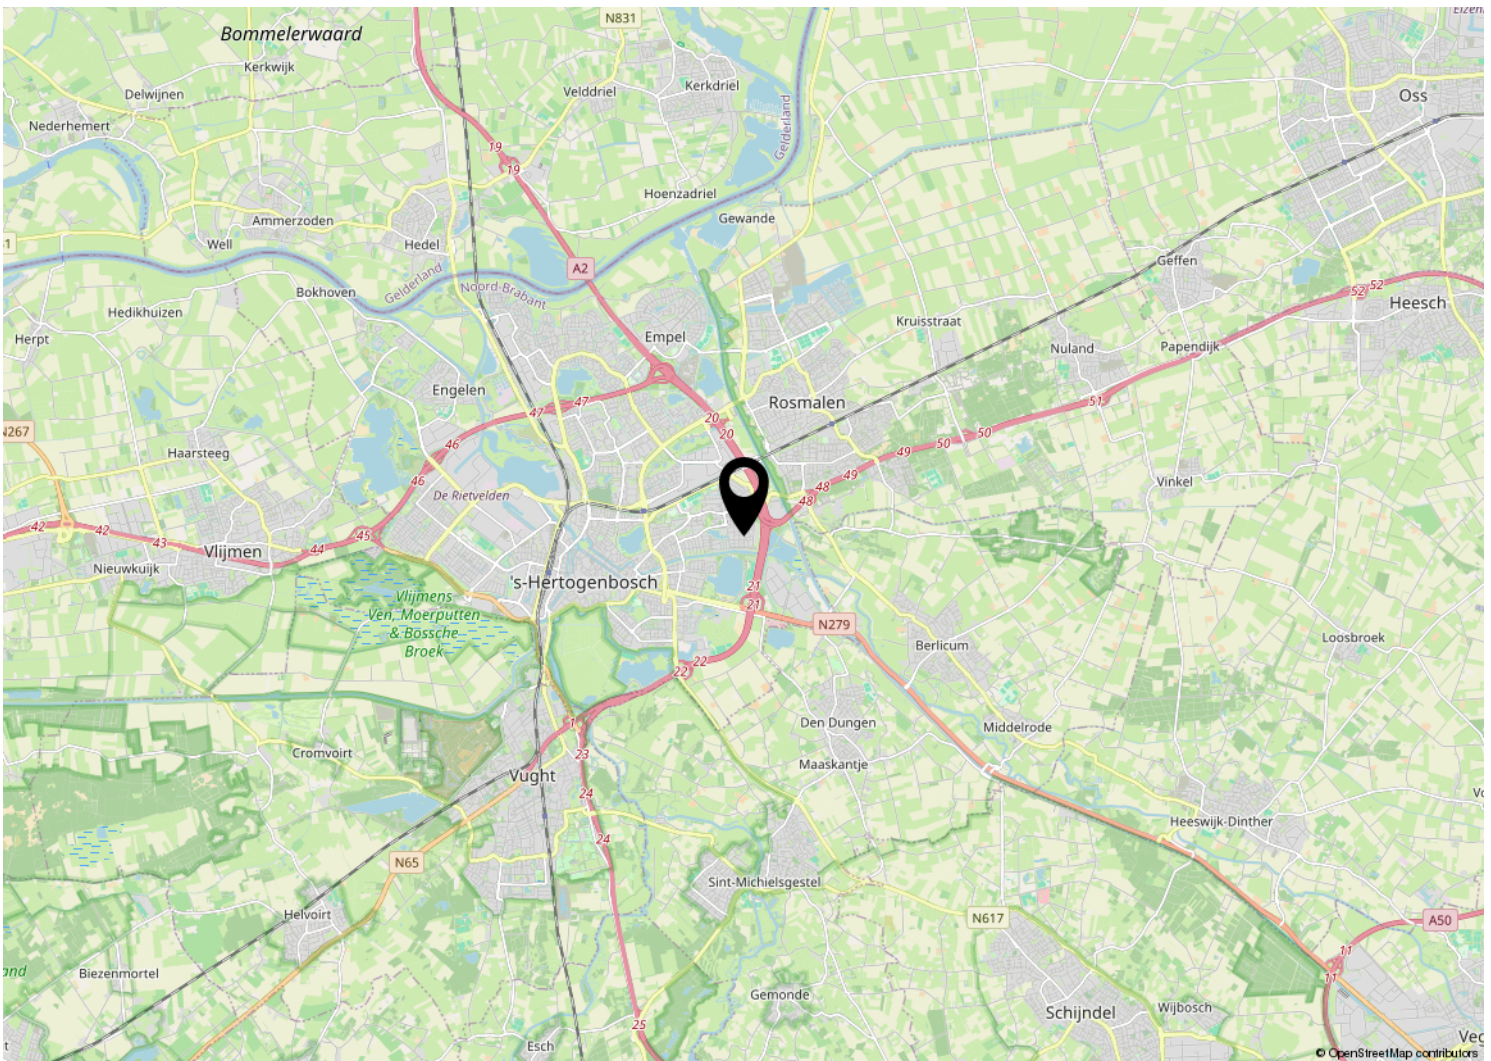 N831
Bommelerwaard
Kerkwijk
Delwijnen
Velddriel
Kerkdriel
Oss
Nederhemert
Gelderland
19
19
Hoenzadriel
Ammerzoden
Gewande
Well
Hedel
A2
Geffen
Gelderland
Noord-Brabant
Bokhoven
52
52
Heesch
Hedikhuizen
Kruisstraat
Herpt
Empel
Nuland
Papendijk
Engelen
47
47
Rosmalen
51
20
20
50
50
N267
46
49
49
Haarsteeg
46
De Rietvelden
48
48
Vinkel
42
42
43
44
45
Vlijmen
Nieuwkuijk
's-Hertogenbosch
21
21
Vlijmens
Ven, Moerputten
& Bossche
Broek
N279
Berlicum
Loosbroek
22
22
1
Den Dungen
Middelrode
Cromvoirt
23
Maaskantje
Vught
24
24
Heeswijk-Dinther
N65
Sint-Michielsgestel
Helvoirt
N617
A50
11
11
Biezenmortel
Gemonde
Schijndel
Wijbosch
25
Esch
© OpenStreetMap contributors